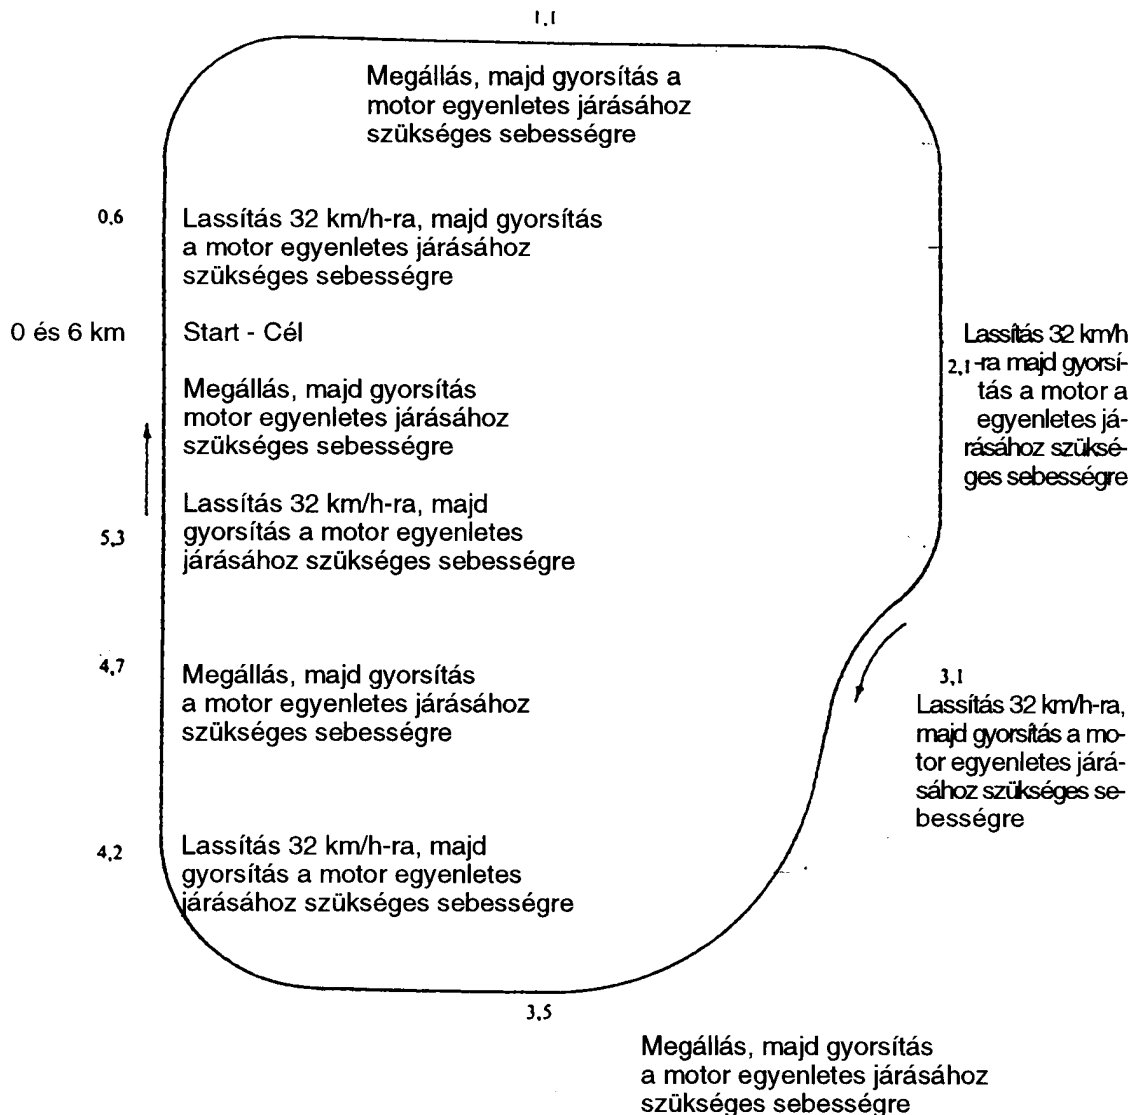 1,1
Megállás, majd gyorsítás a
motor egyenletes járásához
szükséges sebességre
0,6
Lassítás 32 km/h-ra, majd gyorsítás
a motor egyenletes járásához
szükséges sebességre
0 és 6 km
Start - Cél
Megállás, majd gyorsítás
motor egyenletes járásához
szükséges sebességre
5,3
Lassítás 32 km/h-ra, majd
gyorsítás a motor egyenletes
járásához szükséges sebességre
4,7
Megállás, majd gyorsítás
a motor egyenletes járásához
szükséges sebességre
4,2
Lassítás 32 km/h-ra, majd
gyorsítás a motor egyenletes
járásához szükséges sebességre
2,1
Lassítás 32 km/h
-ra majd gyorsí-
tás a motor a
egyenletes já-
rásához szüksé-
ges sebességre
3,1
Lassítás 32 km/h-ra,
majd gyorsítás a mo-
tor egyenletes járá-
sához szükséges se-
bességre
3,5
Megállás, majd gyorsítás
a motor egyenletes járásához
szükséges sebességre